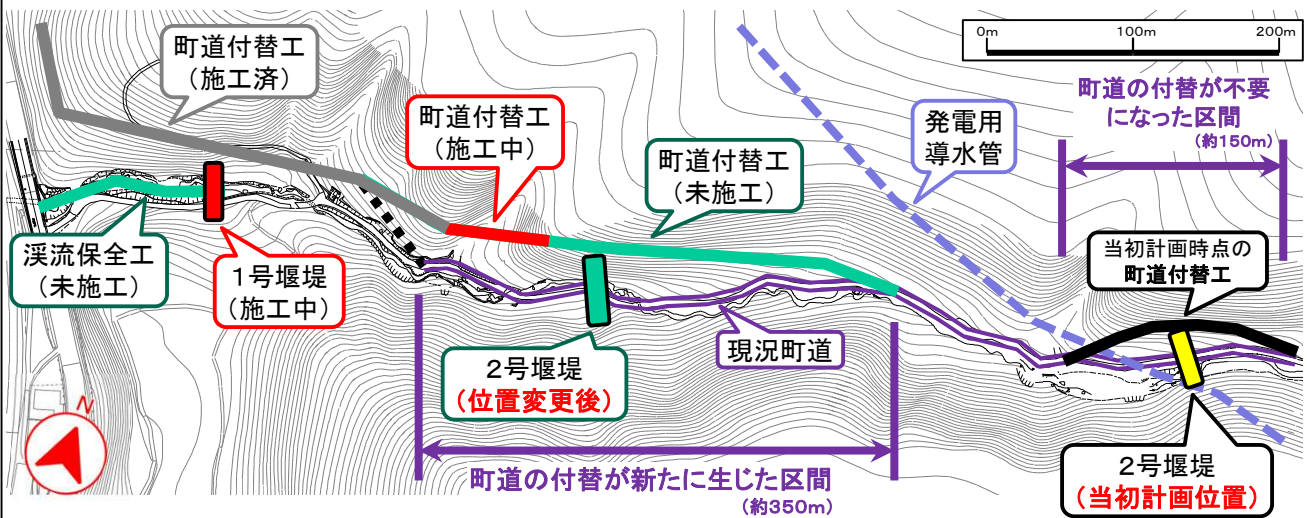 0m 100m 200m
町道付替工
（施工済）
町道付替工
（施工中）
町道付替工
（未施工）
発電用
導水管
町道の付替が不要
になった区間
（約150m）
渓流保全工
（未施工）
1号堰堤
（施工中）
2号堰堤
（位置変更後）
現況町道
当初計画時点の
町道付替工
町道の付替が新たに生じた区間
（約350m）
2号堰堤
（当初計画位置）
N